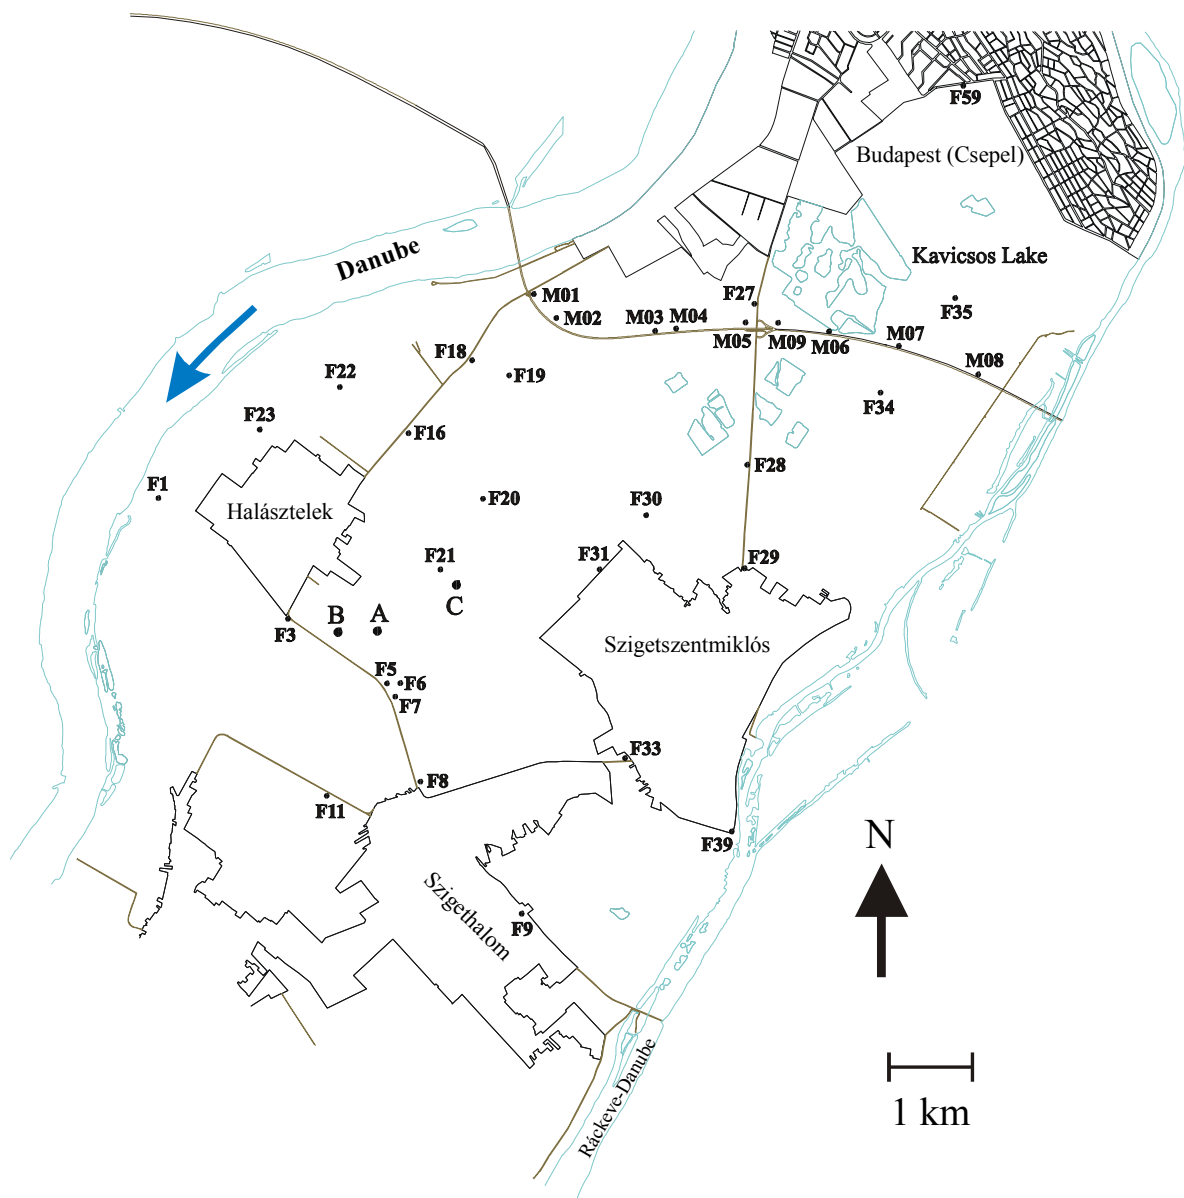 F59
Budapest (Csepel)
Danube
Kavicsos Lake
M01
F27
F35
M02
M03
M04
M05
M09
M06
M07
M08
F18
F19
F22
F34
F23
F16
F28
F1
Halásztelek
F20
F30
F21
F31
F29
C
B
A
F3
Szigetszentmiklós
F5
F6
F7
F33
F8
F11
F39
N
Szigethalom
F9
Ráckeve-Danube
1 km